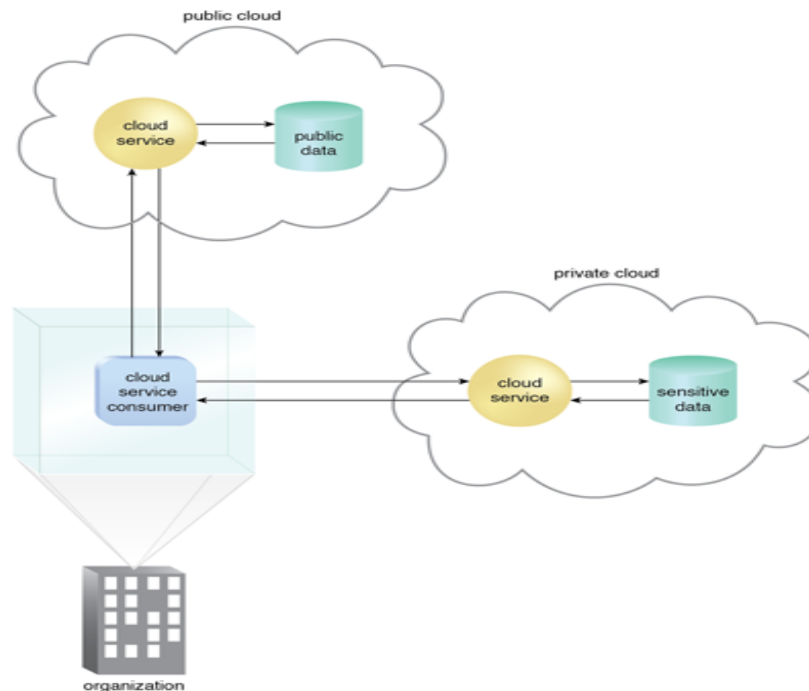 public cloud
cloud
service
public
data
private cloud
cloud
service
consumer
cloud
service
sensitive
data
organization